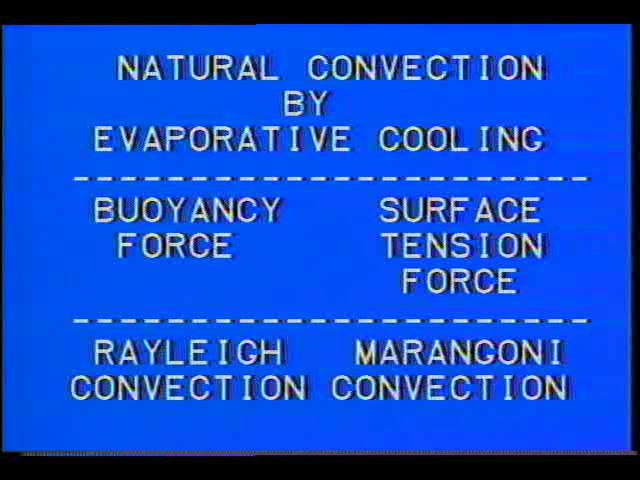 NATURAL CONVECTION
BY
EVAPORATIVE COOLING
----------------------
BUOYANCY SURFACE
FORCE TENSION
FORCE
----------------------
RAYLEIGH MARANGONI
CONVECTION CONVECTION